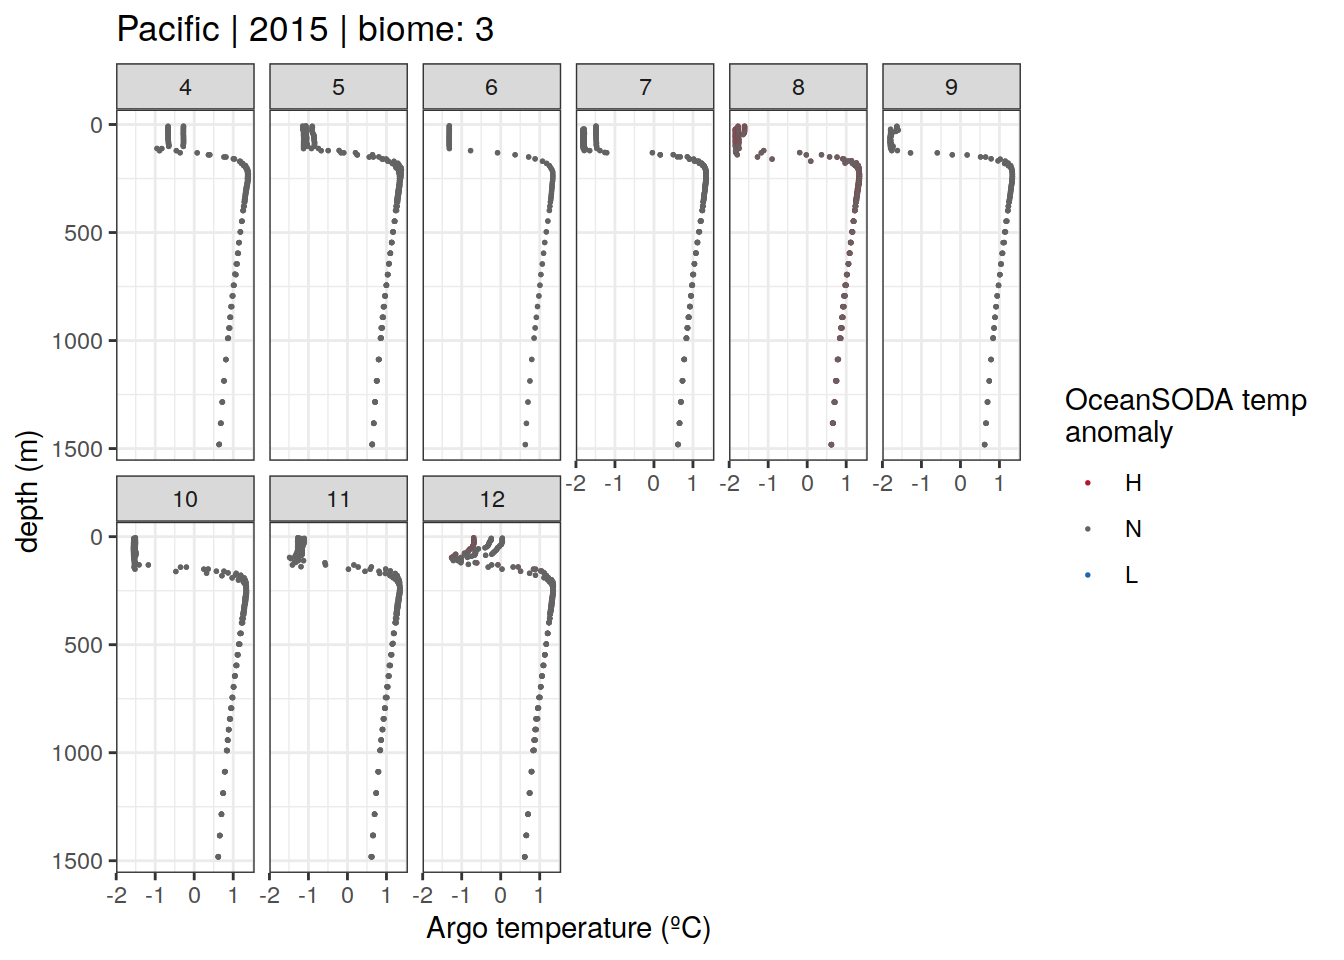 Pacific | 2015 | biome: 3
4 5 6 7 8 9
0
500
1000
1500
-2 -1 0 1 -2 -1 0 1 -2 -1 0 1
10 11 12
0
500
1000
1500
-2 -1 0 1 -2 -1 0 1 -2 -1 0 1
depth (m)
Argo temperature (ºC)
OceanSODA temp
anomaly
H
N
L